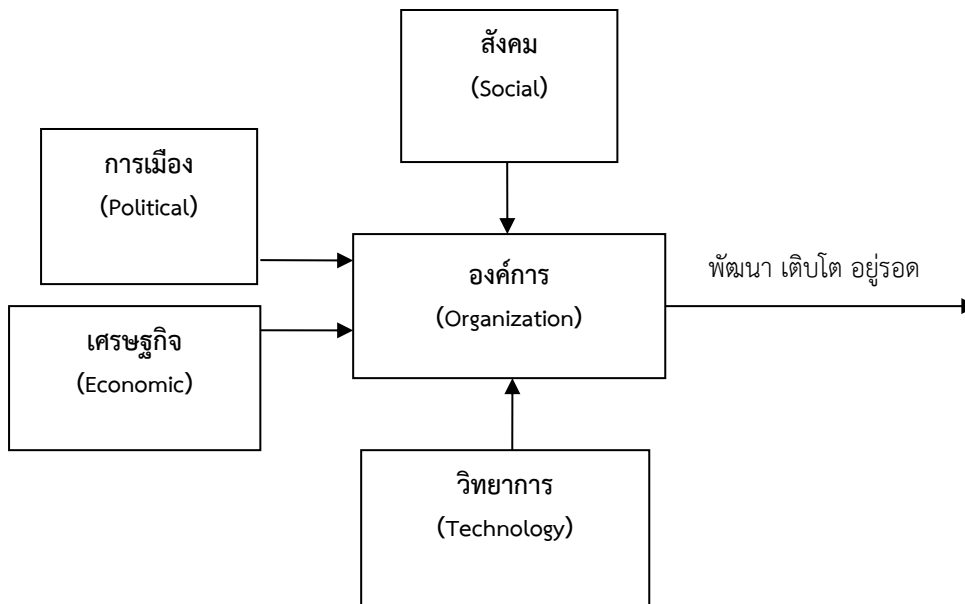 สังคม
(Social)
การเมือง
(Political)
องค์การ
(Organization)
พัฒนา เติบโต อยู่รอด
เศรษฐกิจ
(Economic)
วิทยาการ
(Technology)